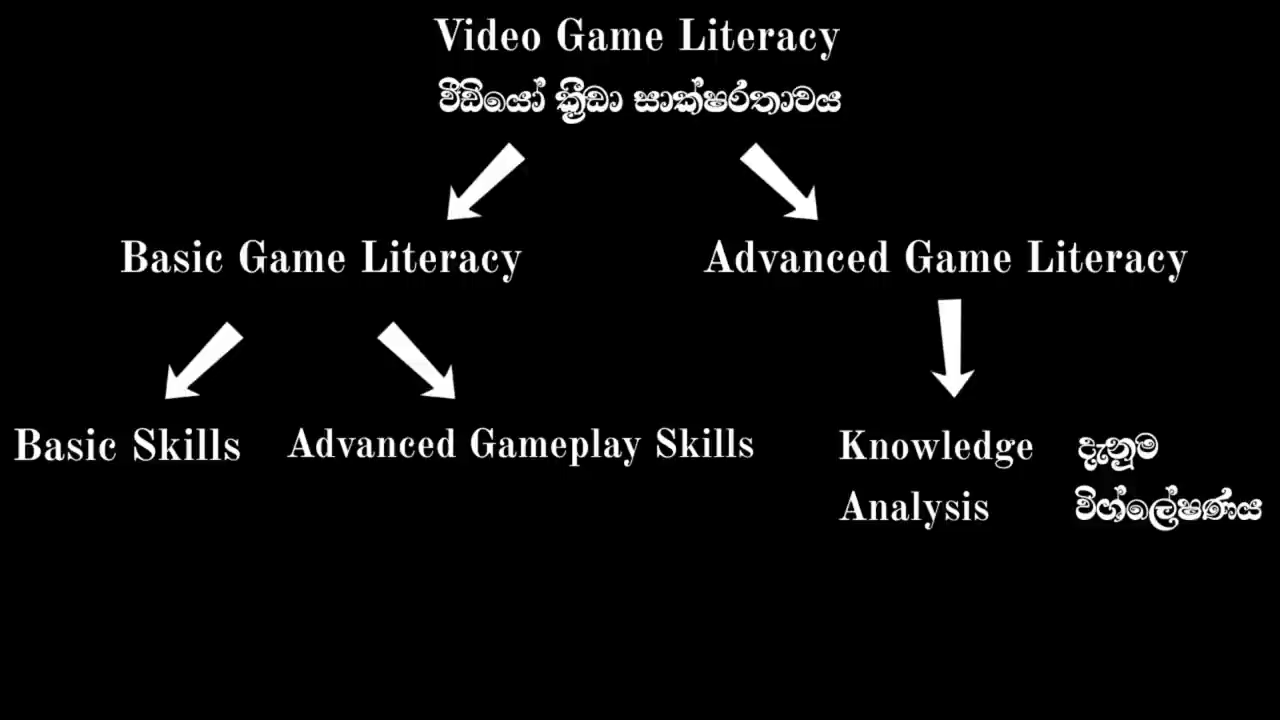 Video Game Literacy
වීඩියෝ ක්‍රීඩා සාක්ෂරතාවය
Basic Game Literacy
Advanced Game Literacy
Basic Skills
Advanced Gameplay Skills
Knowledge දැනුම
Analysis විශ්ලේෂණය